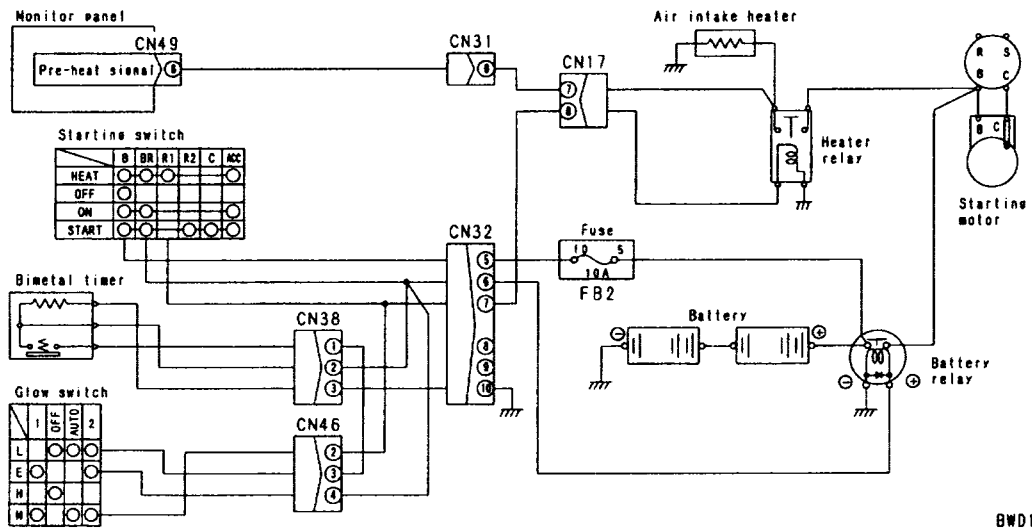 Monitor panel
CN49
Pre-heat signal
6
CN31
CN17
7
8
Air intake heater
Heater
relay
R S
B C
B C
Starting
motor
Starting switch
B BR R1 R2 C ACC
HEAT
OFF
ON
START
CN32
5
6
7
8
9
10
Fuse
10 5
10A
FB2
Battery
⊖ ⊕
Battery
relay
⊖ ⊕
Bimetal timer
CN38
1
2
3
Glow switch
1 OFF AUTO 2
L
E
H
M
CN46
2
3
4